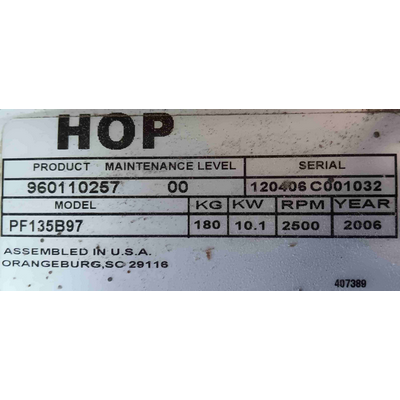 HOP
PRODUCT MAINTENANCE LEVEL SERIAL
960110257 00 120406C001032
MODEL KG KW RPM YEAR
PF135B97 180 10.1 2500 2006
ASSEMBLED IN U.S.A.
ORANGEBURG,SC 29116
407389